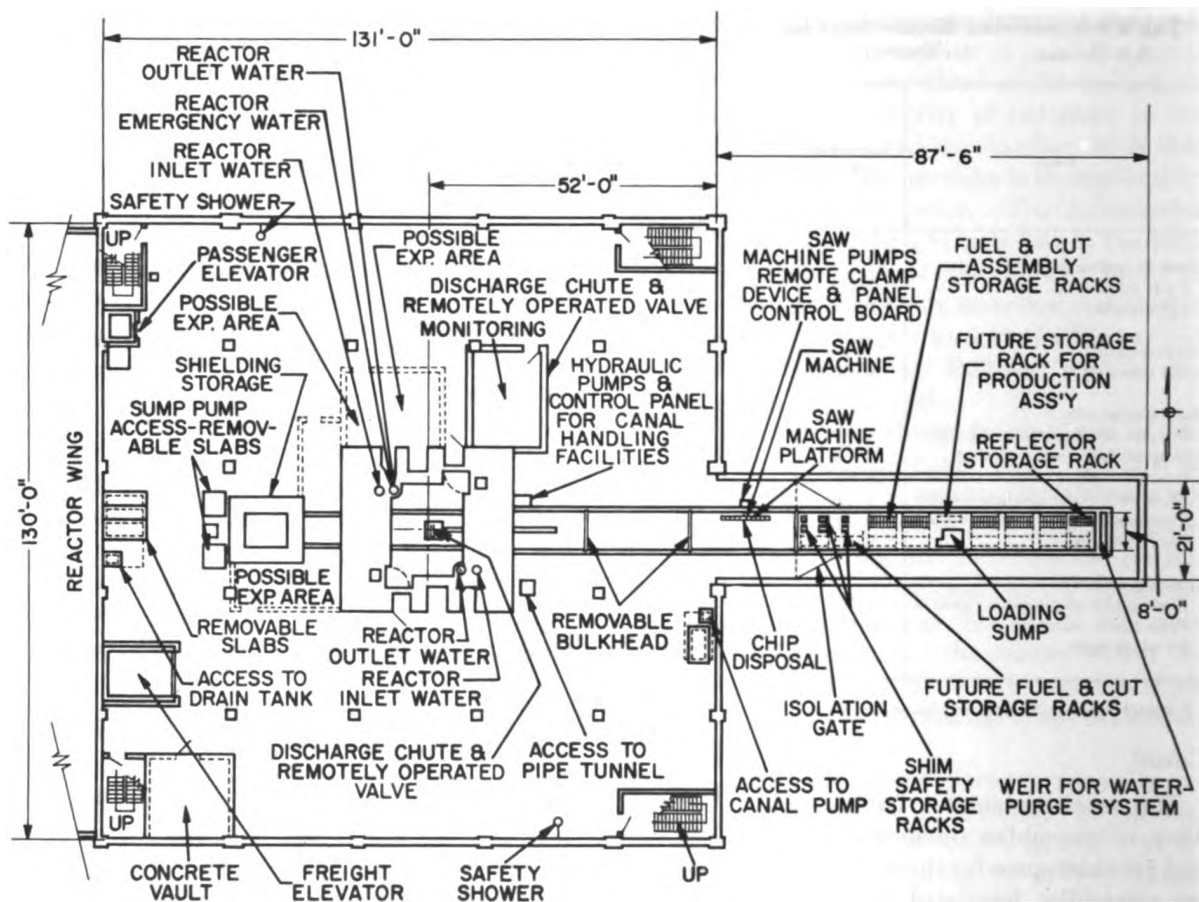 131'-0"
REACTOR
OUTLET WATER
REACTOR
EMERGENCY WATER
REACTOR
INLET WATER
87'-6"
52'-0"
SAFETY SHOWER
UP
PASSENGER
ELEVATOR
POSSIBLE
EXP. AREA
POSSIBLE
EXP. AREA
DISCHARGE CHUTE &
REMOTELY OPERATED VALVE
MONITORING
SAW
MACHINE PUMPS
REMOTE CLAMP
DEVICE & PANEL
CONTROL BOARD
FUEL & CUT
ASSEMBLY
STORAGE RACKS
SHIELDING
STORAGE
SUMP PUMP
ACCESS-REMOV-
ABLE SLABS
HYDRAULIC
PUMPS &
CONTROL PANEL
FOR CANAL
HANDLING
FACILITIES
SAW
MACHINE
SAW
MACHINE
PLATFORM
FUTURE STORAGE
RACK FOR
PRODUCTION
ASS'Y
REFLECTOR
STORAGE RACK
130'-0"
REACTOR WING
21'-0"
8'-0"
POSSIBLE
EXP. AREA
REMOVABLE
SLABS
ACCESS TO
DRAIN TANK
REACTOR
OUTLET WATER
REACTOR
INLET WATER
REMOVABLE
BULKHEAD
CHIP
DISPOSAL
LOADING
SUMP
ISOLATION
GATE
FUTURE FUEL & CUT
STORAGE RACKS
DISCHARGE CHUTE &
REMOTELY OPERATED
VALVE
ACCESS TO
PIPE TUNNEL
ACCESS TO
CANAL PUMP
SHIM
SAFETY
STORAGE
RACKS
WEIR FOR WATER
PURGE SYSTEM
UP
CONCRETE
VAULT
FREIGHT
ELEVATOR
SAFETY
SHOWER
UP